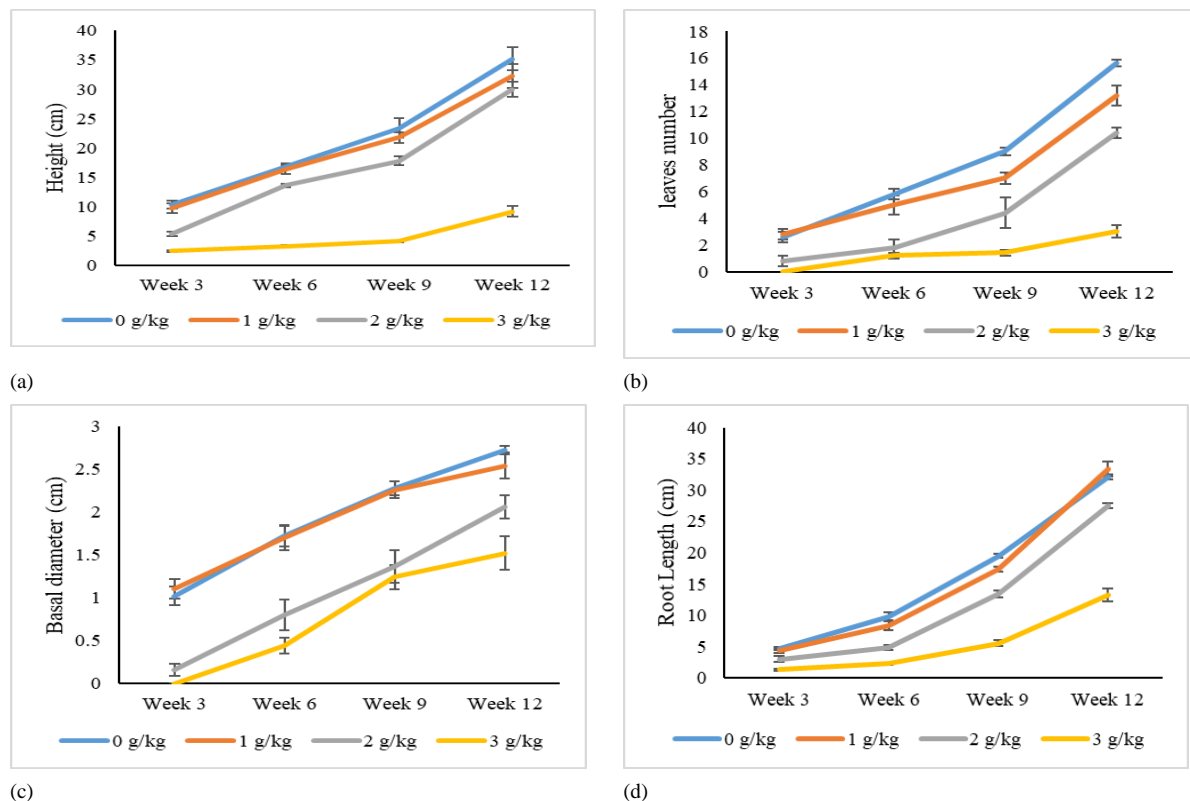 40
35
30
25
20
15
10
5
0
Height (cm)
Week 3 Week 6 Week 9 Week 12
0 g/kg 1 g/kg 2 g/kg 3 g/kg
(a)
18
16
14
12
10
8
6
4
2
0
leaves number
Week 3 Week 6 Week 9 Week 12
0 g/kg 1 g/kg 2 g/kg 3 g/kg
(b)
3
2.5
2
1.5
1
0.5
0
Basal diameter (cm)
Week 3 Week 6 Week 9 Week 12
0 g/kg 1 g/kg 2 g/kg 3 g/kg
(c)
40
35
30
25
20
15
10
5
0
Root Length (cm)
Week 3 Week 6 Week 9 Week 12
0 g/kg 1 g/kg 2 g/kg 3 g/kg
(d)